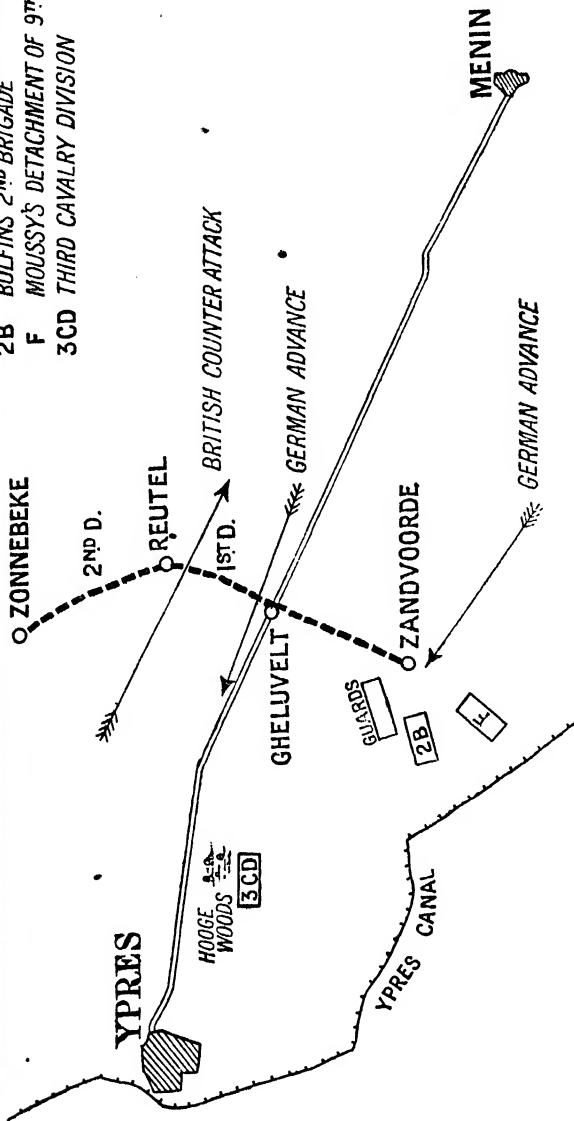 2B BULFINS 2ND BRIGADE
F MOUSSY'S DETACHMENT OF 9TH
3CD THIRD CAVALRY DIVISION
ZONNEBEKE
2ND D.
REUTEL
BRITISH COUNTER ATTACK
1ST D.
GERMAN ADVANCE
MENIN
GHELUVELT
YPRES
HOOGE
WOODS
3CD
ZANDVOORDE
GERMAN ADVANCE
GUARDS
2B
F
YPRES CANAL